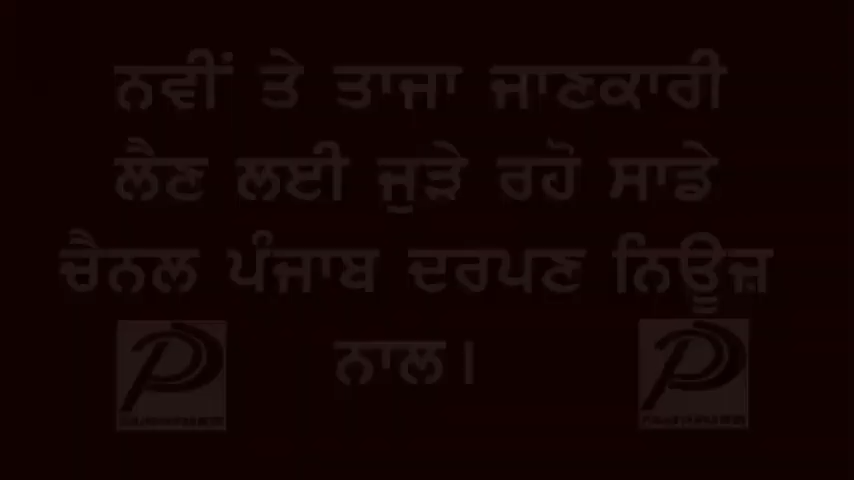 ਨਵੀਂ ਤੇ ਤਾਜਾ ਜਾਣਕਾਰੀ
ਲੈਣ ਲਈ ਜੁੜੇ ਰਹੋ ਸਾਡੇ
ਚੈਨਲ ਪੰਜਾਬ ਦਰਪਣ ਨਿਊਜ਼
ਨਾਲ।